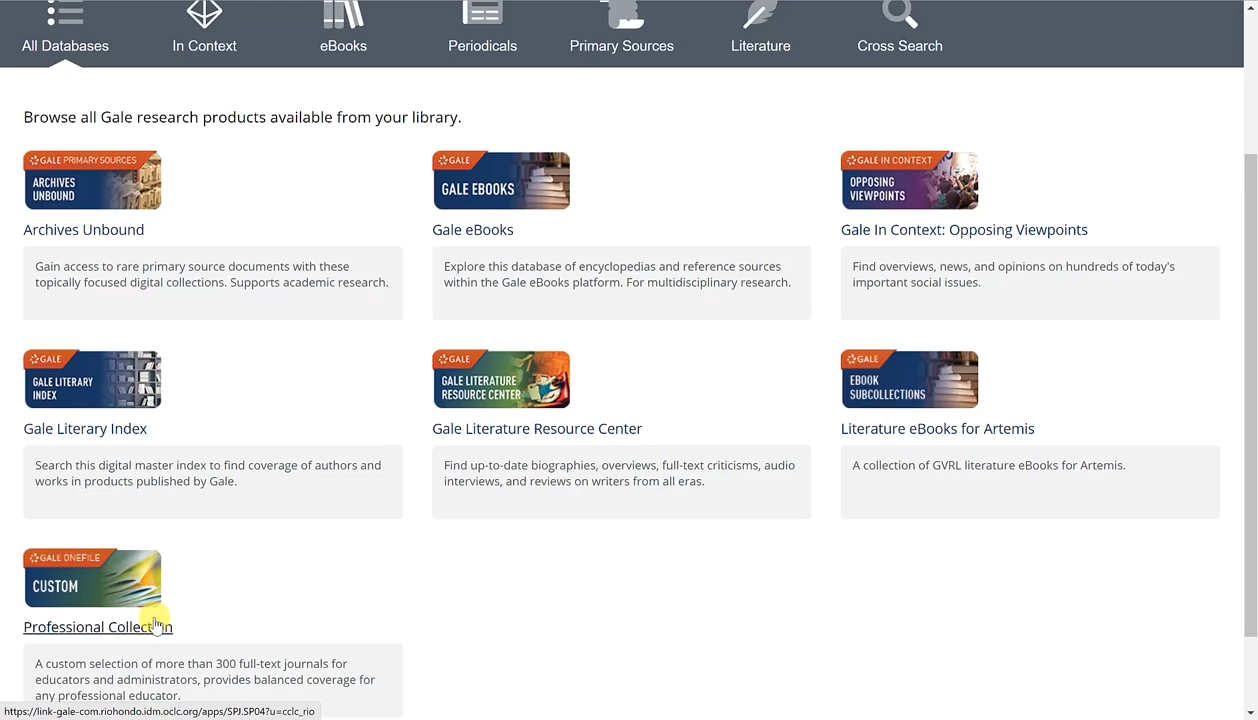 All Databases
In Context
eBooks
Periodicals
Primary Sources
Literature
Cross Search
Browse all Gale research products available from your library.
GALE PRIMARY SOURCES
ARCHIVES
UNBOUND
Archives Unbound
Gain access to rare primary source documents with these
topically focused digital collections. Supports academic research.
GALE
GALE EBOOKS
Gale eBooks
Explore this database of encyclopedias and reference sources
within the Gale eBooks platform. For multidisciplinary research.
GALE IN CONTEXT
OPPOSING
VIEWPOINTS
Gale In Context: Opposing Viewpoints
Find overviews, news, and opinions on hundreds of today's
important social issues.
GALE
GALE LITERARY
INDEX
Gale Literary Index
Search this digital master index to find coverage of authors and
works in products published by Gale.
GALE
GALE LITERATURE
RESOURCE CENTER
Gale Literature Resource Center
Find up-to-date biographies, overviews, full-text criticisms, audio
interviews, and reviews on writers from all eras.
GALE
EBOOK
SUBCOLLECTIONS
Literature eBooks for Artemis
A collection of GVRL literature eBooks for Artemis.
GALE ONEFILE
CUSTOM
Professional Collection
A custom selection of more than 300 full-text journals for
educators and administrators, provides balanced coverage for
any professional educator.
https://link-gale-com.riohondo.idm.oclc.org/apps/SPJ.SP04?u=cclc_rio